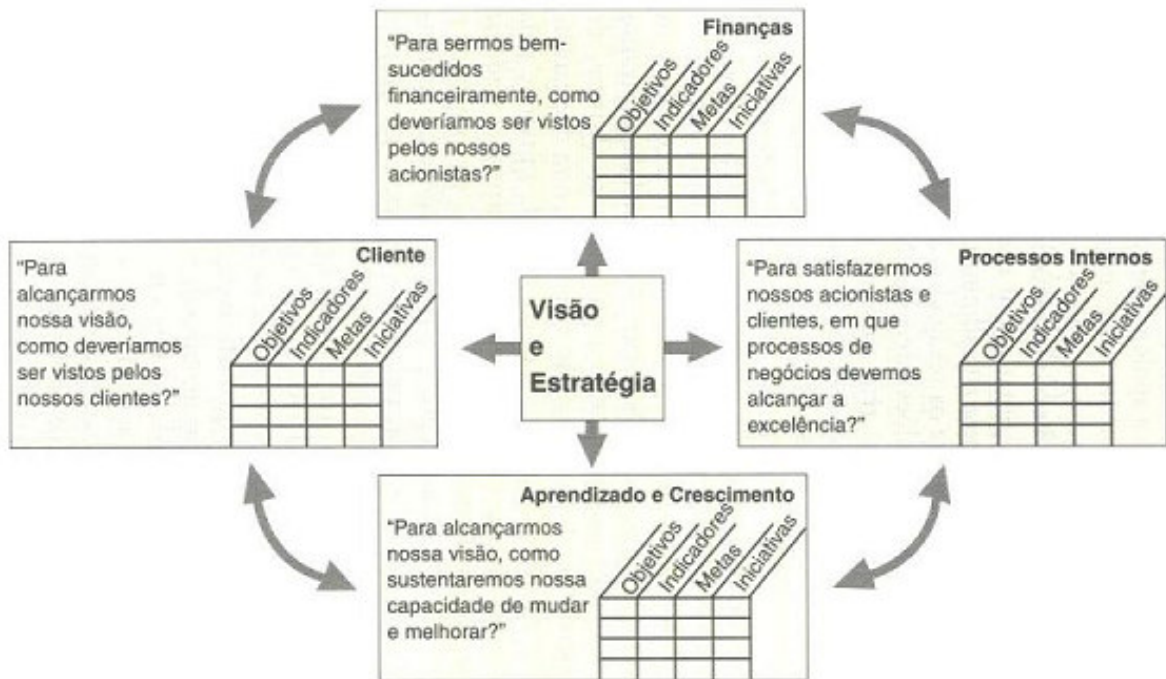 Finanças
“Para sermos bem-
sucedidos
financeiramente, como
deveríamos ser vistos
pelos nossos
acionistas?”
Objetivos
Indicadores
Metas
Iniciativas
Cliente
“Para
alcançarmos
nossa visão,
como deveríamos
ser vistos pelos
nossos clientes?”
Objetivos
Indicadores
Metas
Iniciativas
Visão
e
Estratégia
Processos Internos
“Para satisfazermos
nossos acionistas e
clientes, em que
processos de
negócios devemos
alcançar a
excelência?”
Objetivos
Indicadores
Metas
Iniciativas
Aprendizado e Crescimento
“Para alcançarmos
nossa visão, como
sustentaremos nossa
capacidade de mudar
e melhorar?”
Objetivos
Indicadores
Metas
Iniciativas